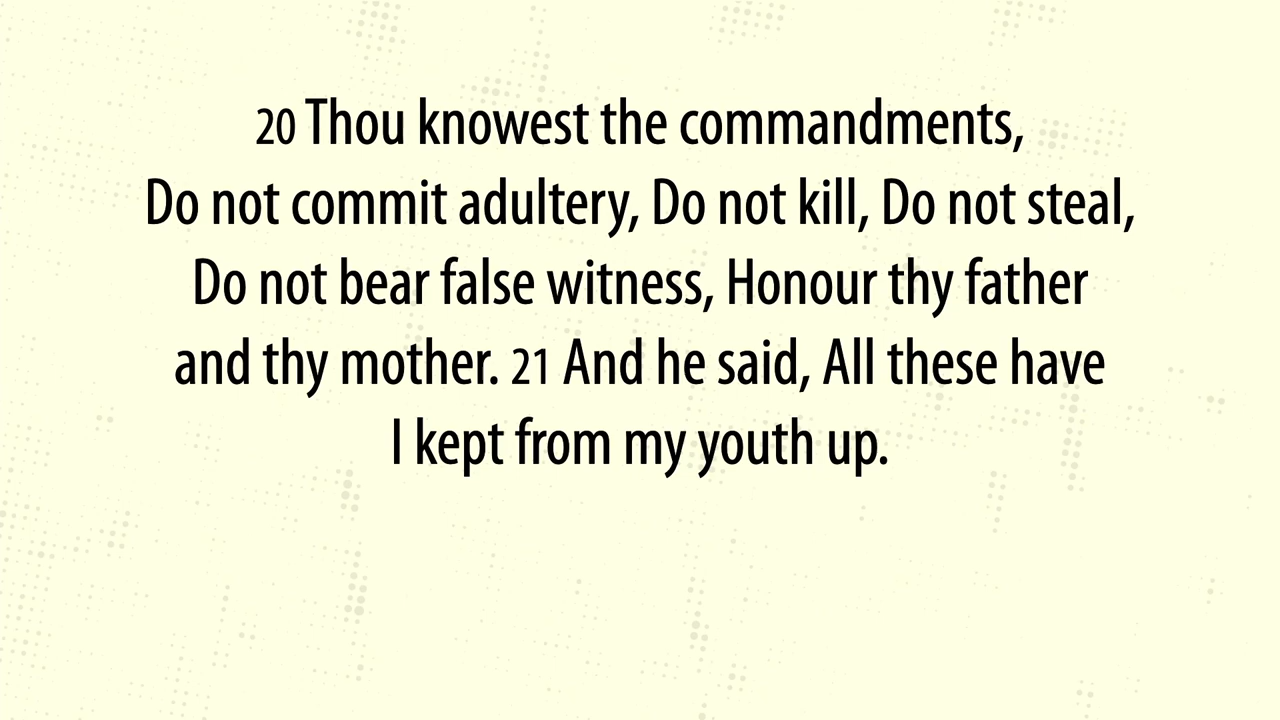 20 Thou knowest the commandments,
Do not commit adultery, Do not kill, Do not steal,
Do not bear false witness, Honour thy father
and thy mother. 21 And he said, All these have
I kept from my youth up.